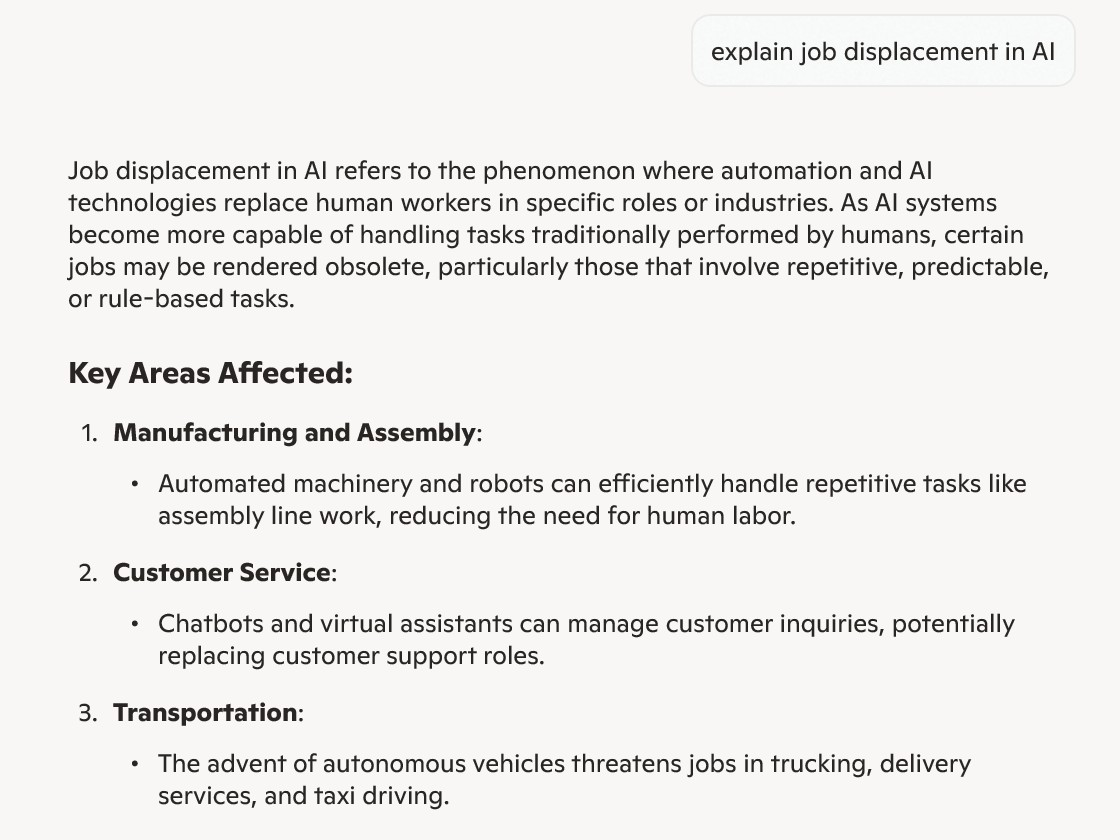 explain job displacement in AI
Job displacement in AI refers to the phenomenon where automation and AI
technologies replace human workers in specific roles or industries. As AI systems
become more capable of handling tasks traditionally performed by humans, certain
jobs may be rendered obsolete, particularly those that involve repetitive, predictable,
or rule-based tasks.
Key Areas Affected:
1. Manufacturing and Assembly:
• Automated machinery and robots can efficiently handle repetitive tasks like
assembly line work, reducing the need for human labor.
2. Customer Service:
• Chatbots and virtual assistants can manage customer inquiries, potentially
replacing customer support roles.
3. Transportation:
• The advent of autonomous vehicles threatens jobs in trucking, delivery
services, and taxi driving.